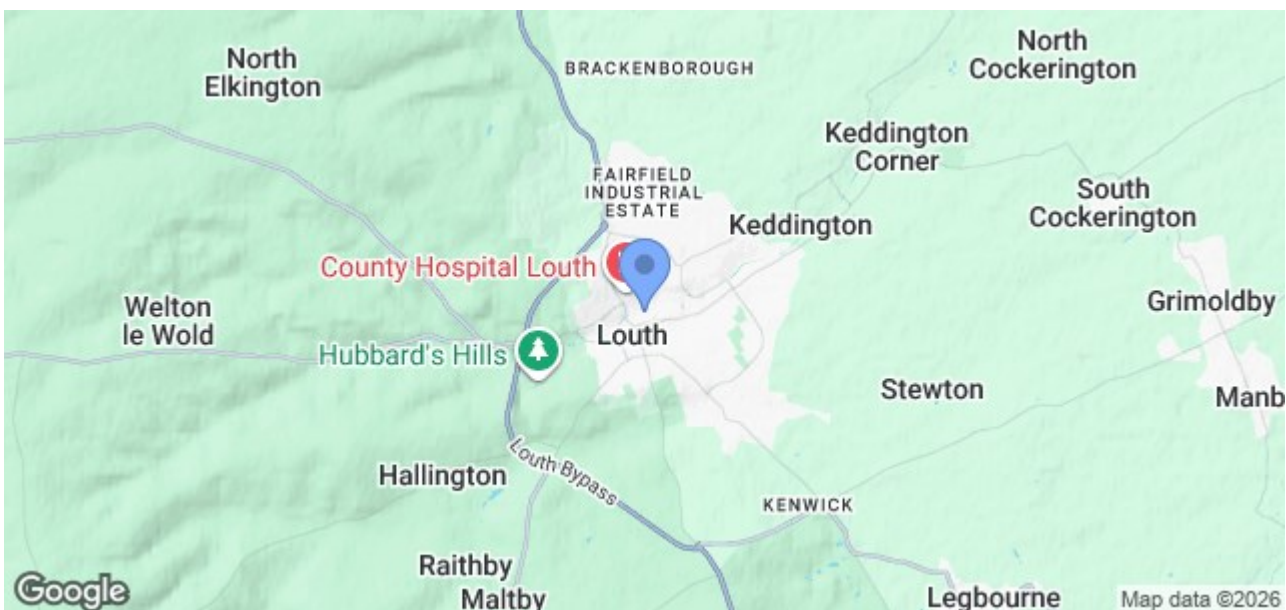 North
Elkington
BRACKENBOROUGH
North
Cockerington
Keddington
Corner
FAIRFIELD
INDUSTRIAL
ESTATE
South
Cockerington
Keddington
County Hospital Louth
Welton
le Wold
Grimoldby
Louth
Hubbard's Hills
Stewton
Manb
Hallington
Louth Bypass
KENWICK
Raithby
Maltby
Legbourne
Google
Map data ©2026